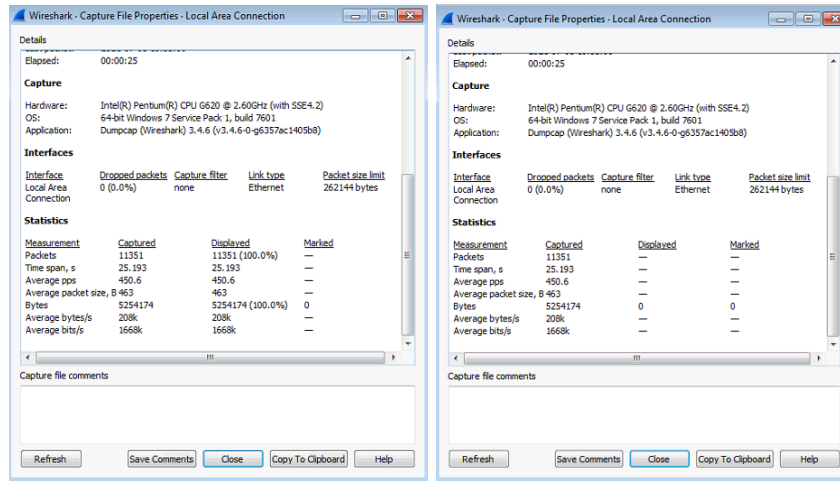 Wireshark · Capture File Properties · Local Area Connection
Details
Elapsed: 00:00:25
Capture
Hardware: Intel(R) Pentium(R) CPU G620 @ 2.60GHz (with SSE4.2)
OS: 64-bit Windows 7 Service Pack 1, build 7601
Application: Dumpcap (Wireshark) 3.4.6 (v3.4.6-0-g6357ac1405b8)
Interfaces
Interface Dropped packets Capture filter Link type Packet size limit
Local Area 0 (0.0%) none Ethernet 262144 bytes
Connection
Statistics
Measurement Captured Displayed Marked
Packets 11351 11351 (100.0%) —
Time span, s 25.193 25.193 —
Average pps 450.6 450.6 —
Average packet size, B 463 463 —
Bytes 5254174 5254174 (100.0%) 0
Average bytes/s 208k 208k —
Average bits/s 1668k 1668k —
Capture file comments
Refresh Save Comments Close Copy To Clipboard Help
Wireshark · Capture File Properties · Local Area Connection
Details
Elapsed: 00:00:25
Capture
Hardware: Intel(R) Pentium(R) CPU G620 @ 2.60GHz (with SSE4.2)
OS: 64-bit Windows 7 Service Pack 1, build 7601
Application: Dumpcap (Wireshark) 3.4.6 (v3.4.6-0-g6357ac1405b8)
Interfaces
Interface Dropped packets Capture filter Link type Packet size limit
Local Area 0 (0.0%) none Ethernet 262144 bytes
Connection
Statistics
Measurement Captured Displayed Marked
Packets 11351 — —
Time span, s 25.193 — —
Average pps 450.6 — —
Average packet size, B 463 — —
Bytes 5254174 0 0
Average bytes/s 208k — —
Average bits/s 1668k — —
Capture file comments
Refresh Save Comments Close Copy To Clipboard Help